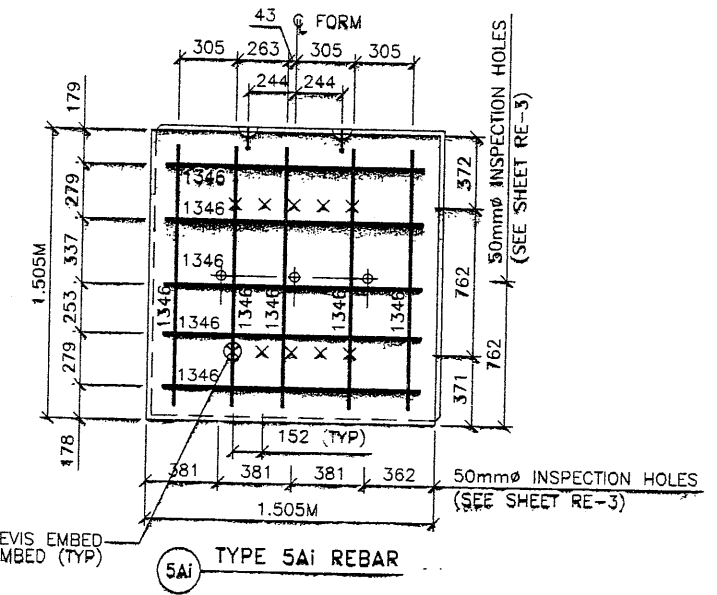 43
℄ FORM
305 263 305 305
244 244
179
279
337
253
279
178
1.505M
1346
1346
1346
1346
1346
1346
1346
1346
1346
1346
372
762
371
762
50mmø INSPECTION HOLES
(SEE SHEET RE-3)
152 (TYP)
381 381 381 362
50mmø INSPECTION HOLES
(SEE SHEET RE-3)
1.505M
EVIS EMBED
MBED (TYP)
5Ai
TYPE 5Ai REBAR